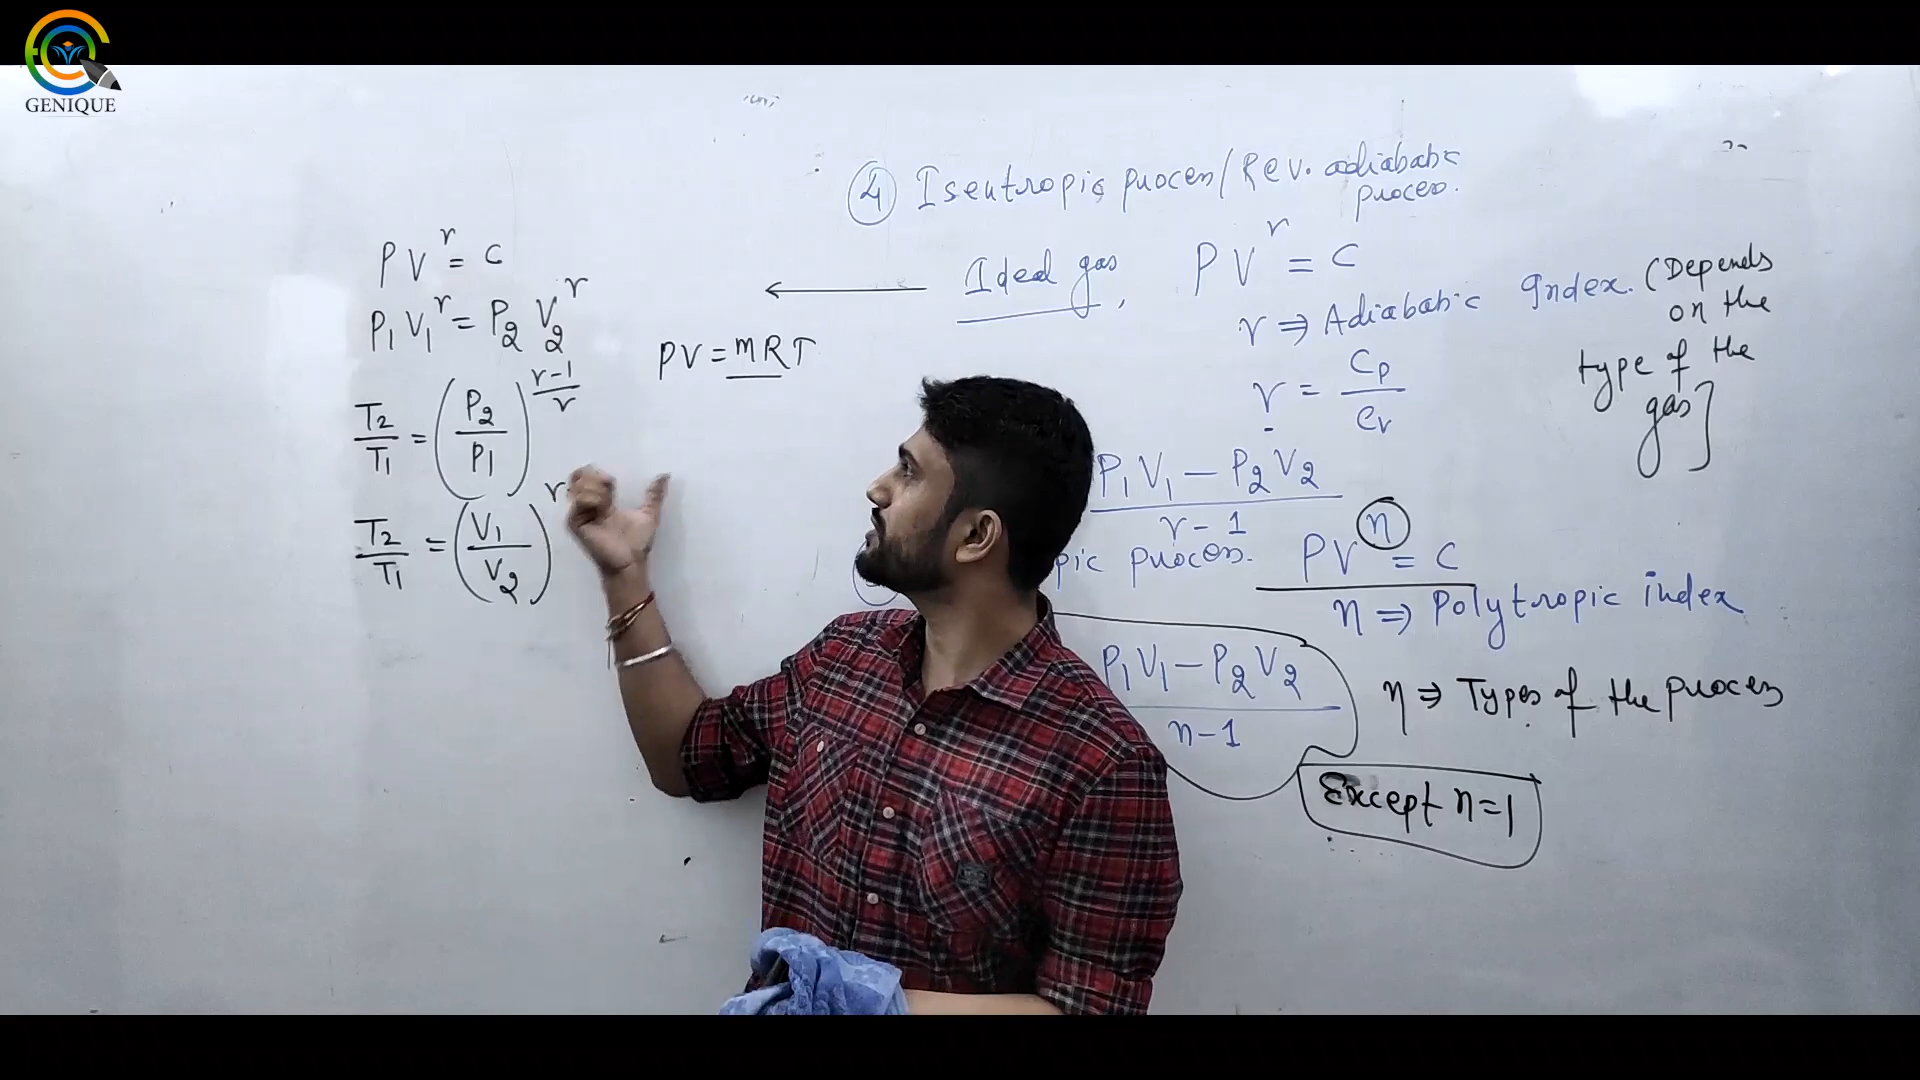 GENIQUE
④ Isentropic process/Rev. adiabatic
process.
PV^γ = C
P1 V1^γ = P2 V2^γ
T2/T1 = (P2/P1)^(γ-1)/γ
T2/T1 = (V1/V2)^γ
PV = mRT
← Ideal gas, PV^γ = C
γ ⇒ Adiabatic Index. (Depends
on the
type of the
gas]
γ = Cp/Cv
P1V1 - P2V2
γ - 1
pic process. PV^n = C
n ⇒ Polytropic index
P1V1 - P2V2
n-1
n ⇒ Types of the process
Except n=1